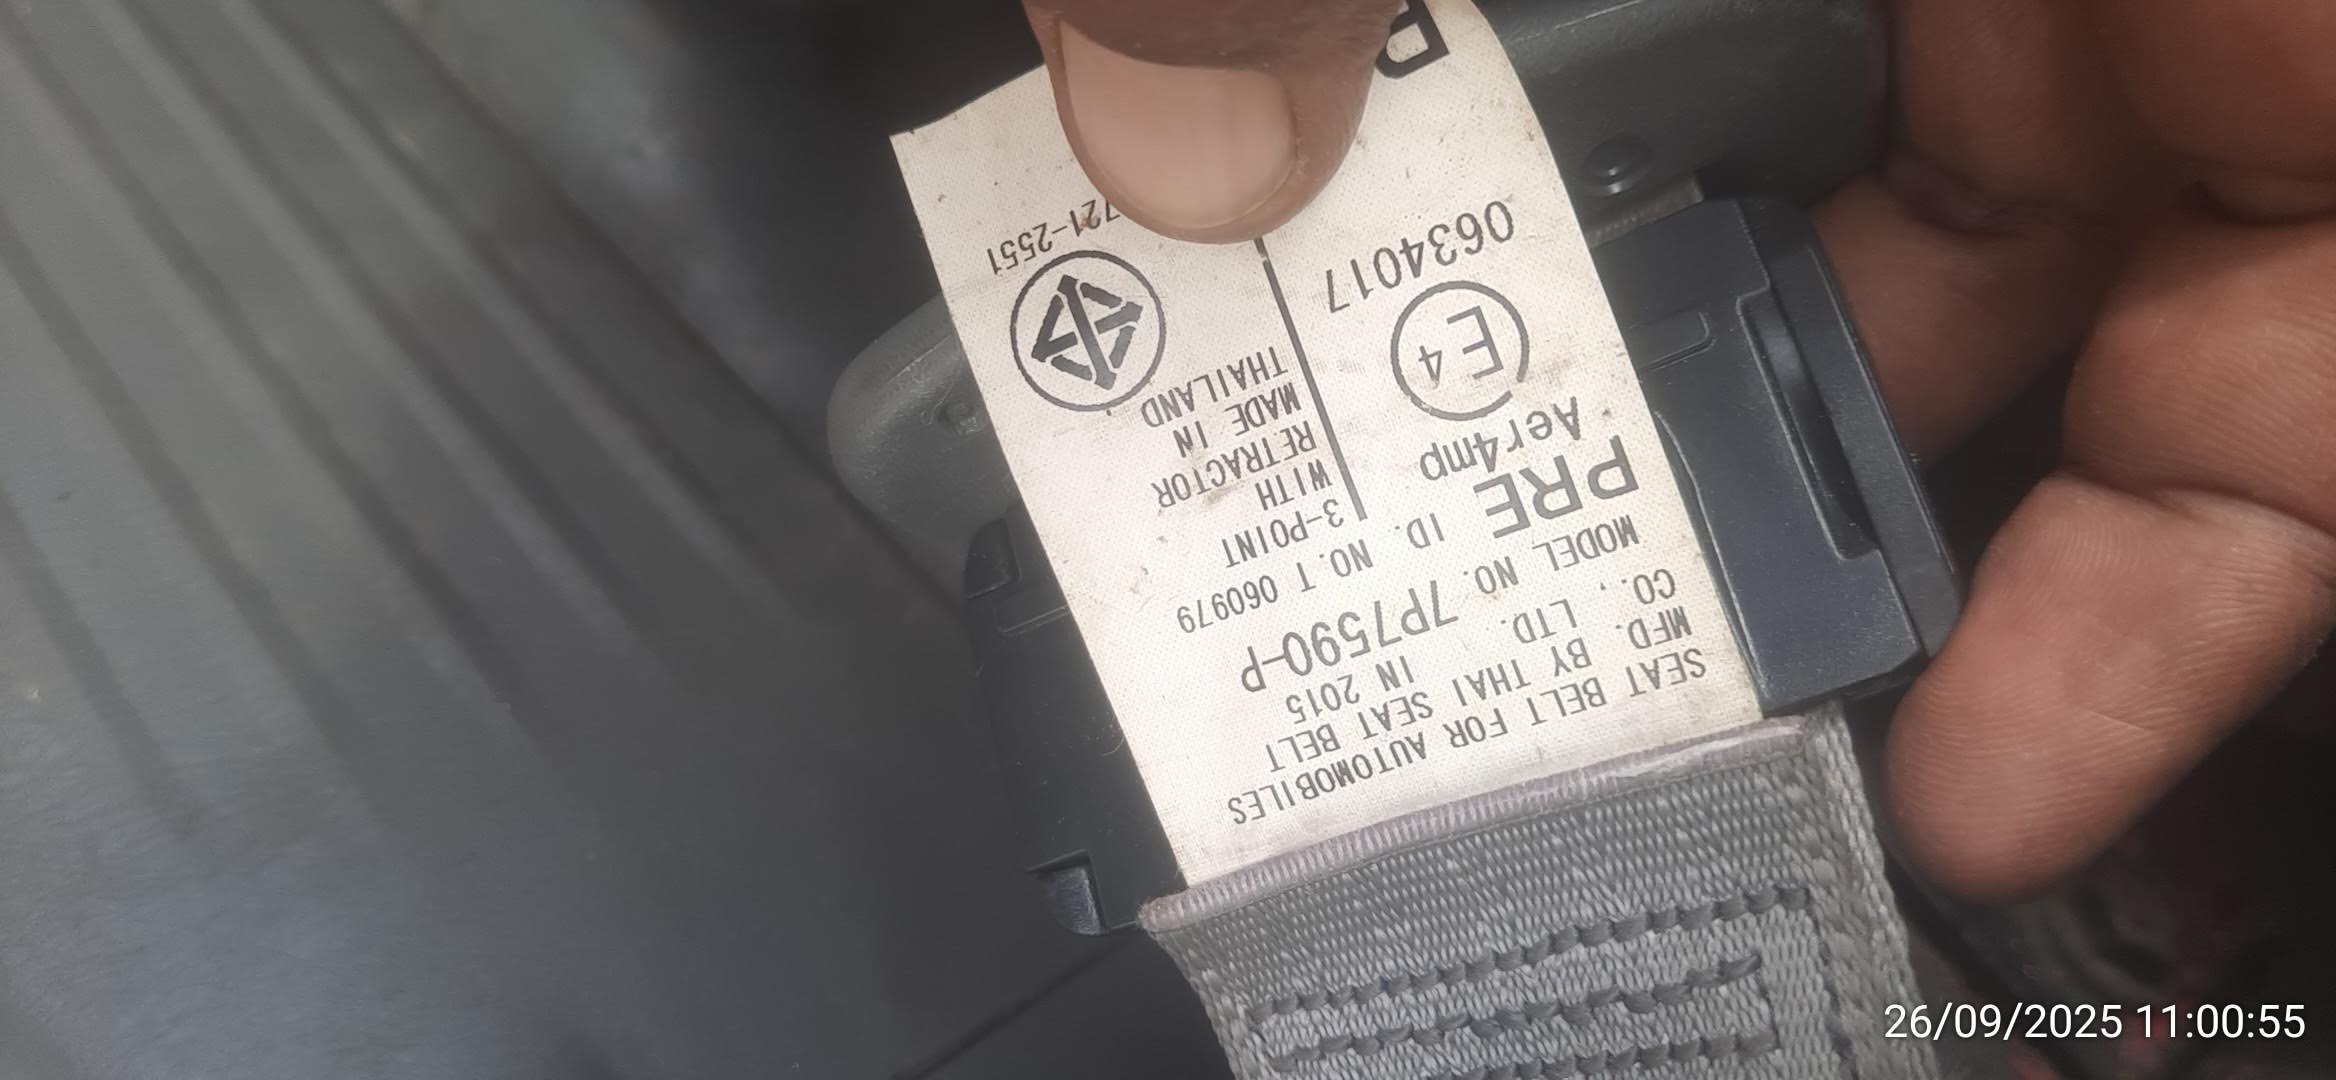 SEAT BELT FOR AUTOMOBILES
MFD. BY THAI SEAT BELT
CO., LTD. IN 2015
MODEL NO. 7P7590-P
PRE ID. NO. T 060979
Aer4mp
E4
0634017
R
3-POINT
WITH
RETRACTOR
MADE IN
THAILAND
721-2551
26/09/2025 11:00:55